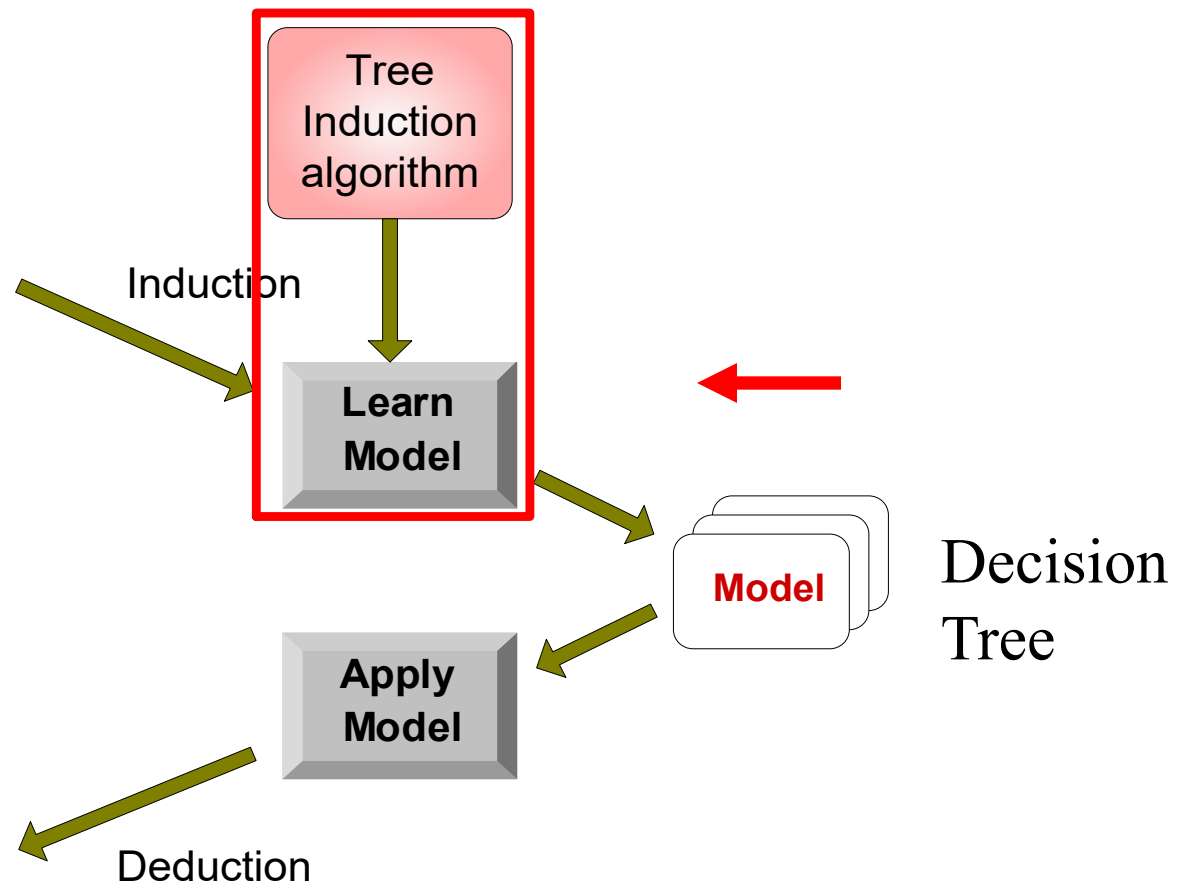 Tree
Induction
algorithm
Induction
Learn
Model
Model
Decision
Tree
Apply
Model
Deduction